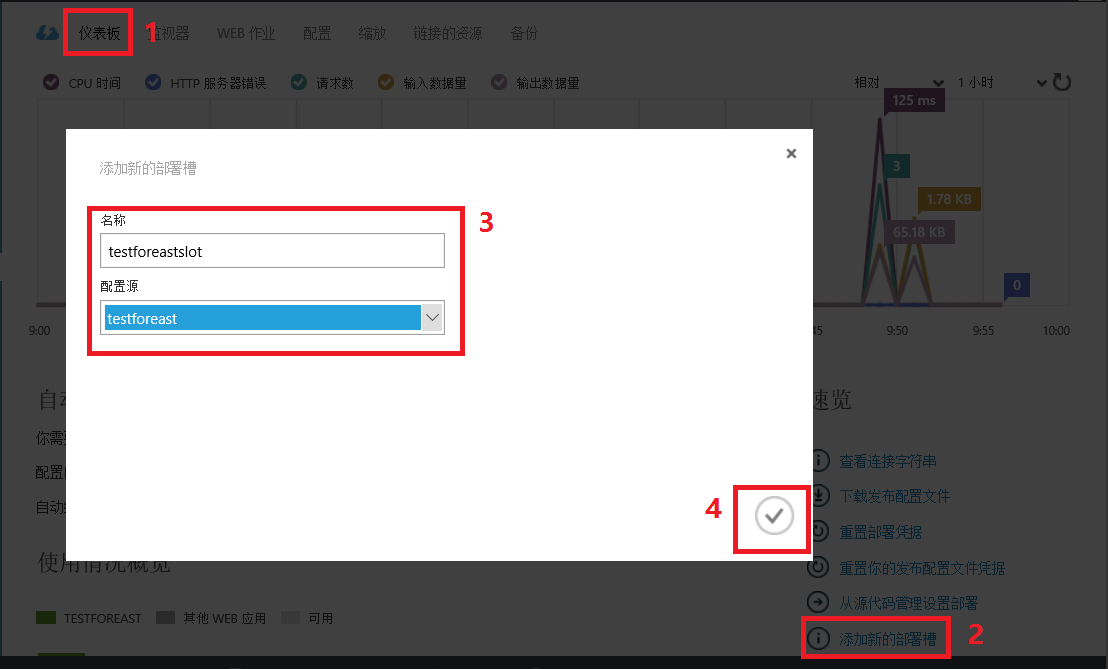 仪表板 1 监视器 WEB 作业 配置 缩放 链接的资源 备份
CPU 时间 HTTP 服务器错误 请求数 输入数据量 输出数据量 相对 1 小时
125 ms
3
1.78 KB
65.18 KB
0
9:00 45 9:50 9:55 10:00
添加新的部署槽
名称
testforeastslot
3
配置源
testforeast
4
自动
你需要
配置
自动
使用情况概览
TESTFOREAST 其他 WEB 应用 可用
速览
查看连接字符串
下载发布配置文件
重置部署凭据
重置你的发布配置文件凭据
从源代码管理设置部署
添加新的部署槽 2